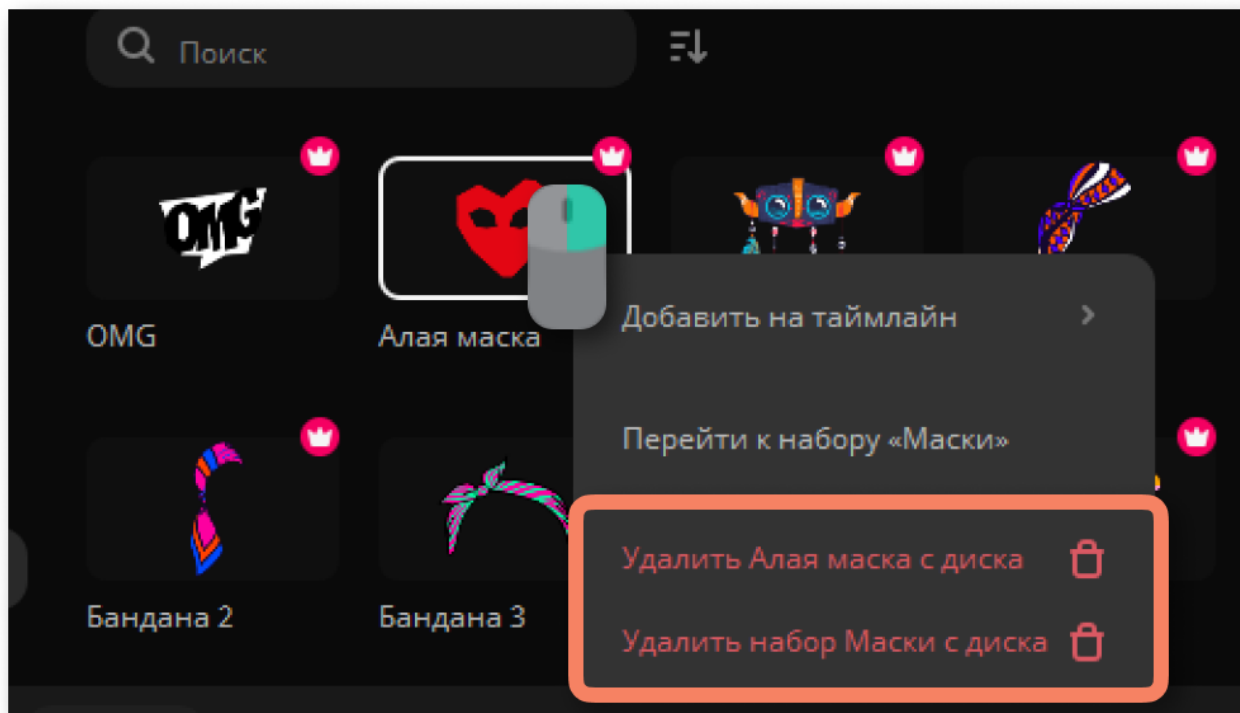 Поиск
OMG
OMG
Алая маска
Добавить на таймлайн
Перейти к набору «Маски»
Удалить Алая маска с диска
Удалить набор Маски с диска
Бандана 2
Бандана 3